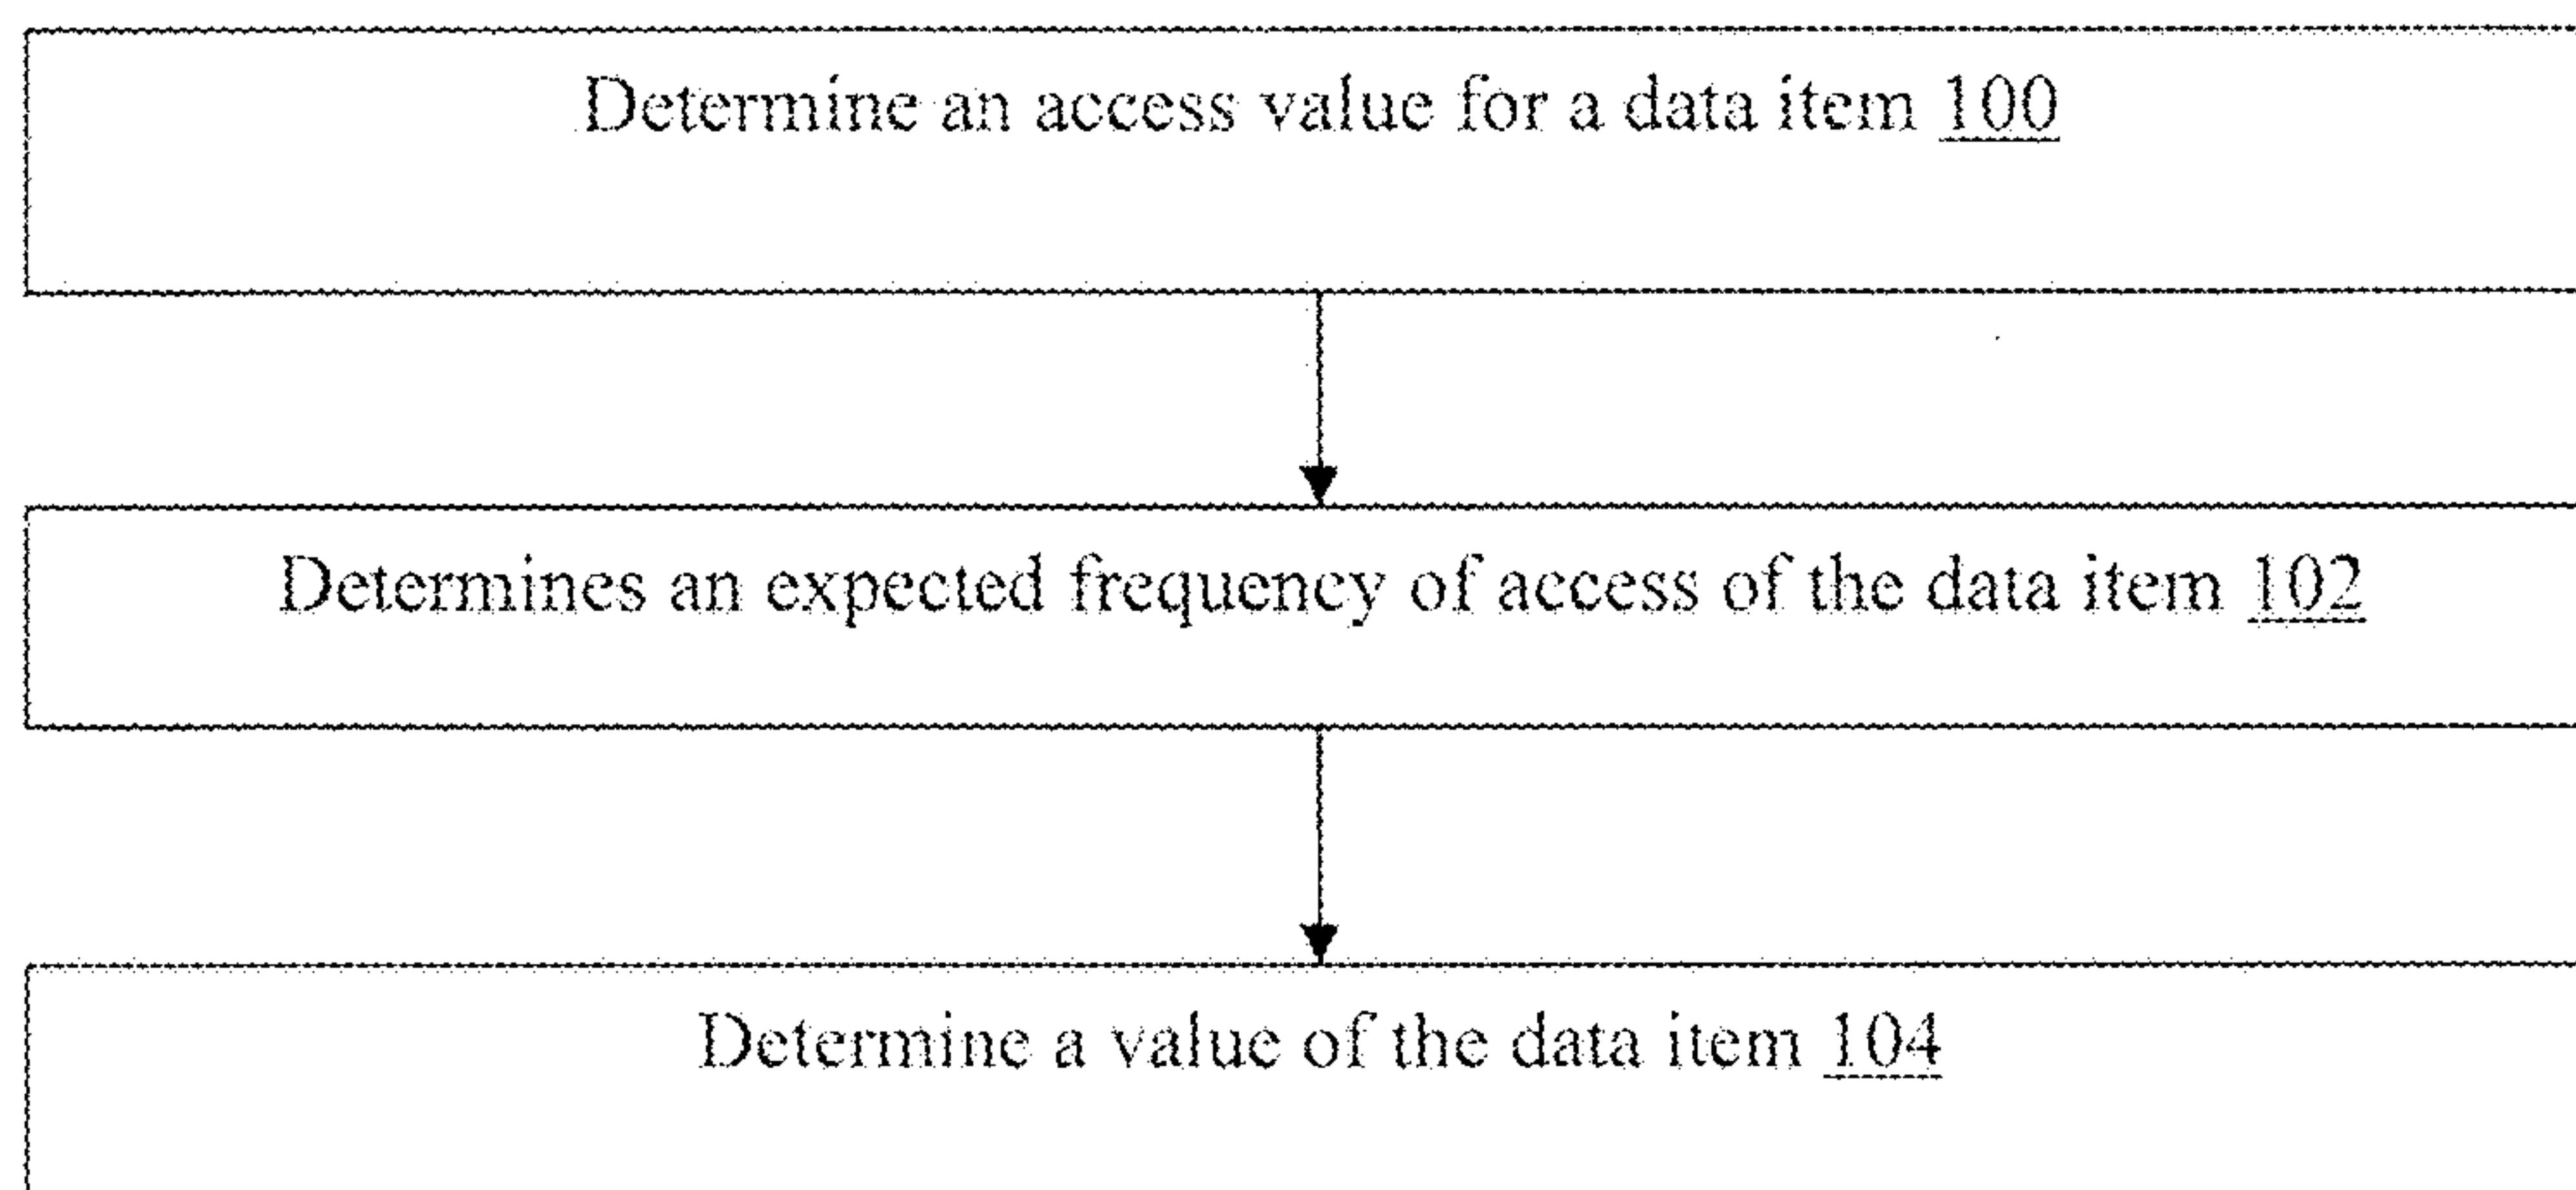 Determine an access value for a data item 100
Determines an expected frequency of access of the data item 102
Determine a value of the data item 104